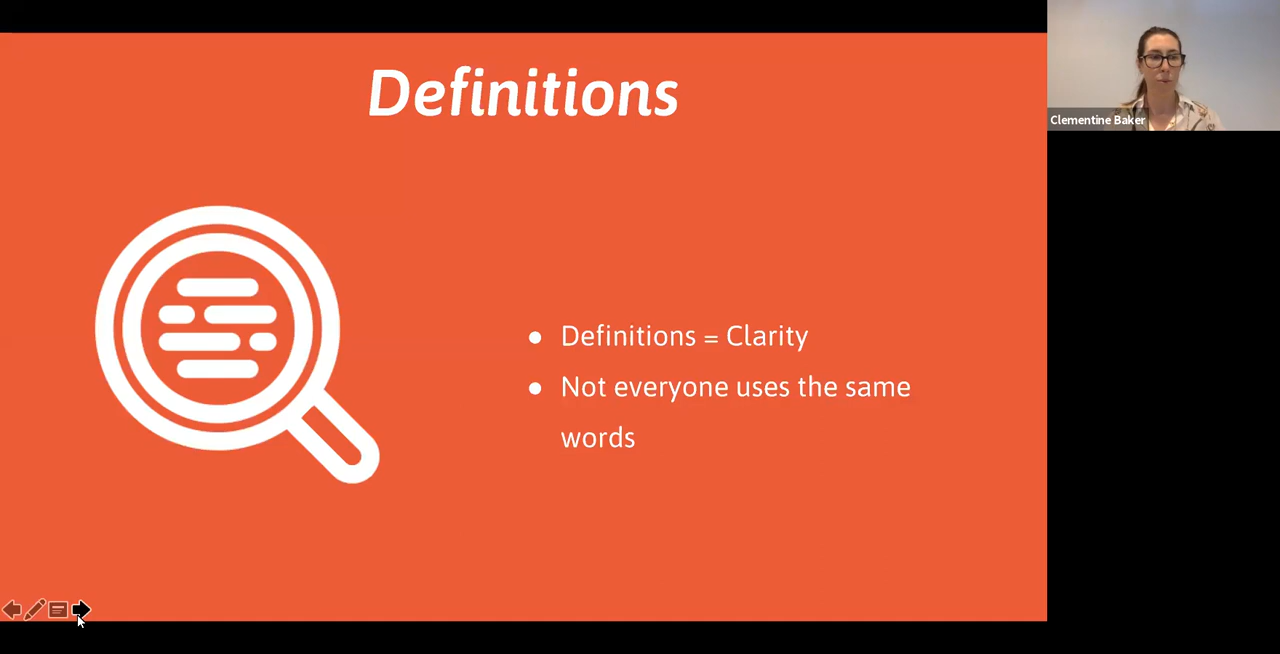 Definitions
Clementine Baker
● Definitions = Clarity
● Not everyone uses the same
words